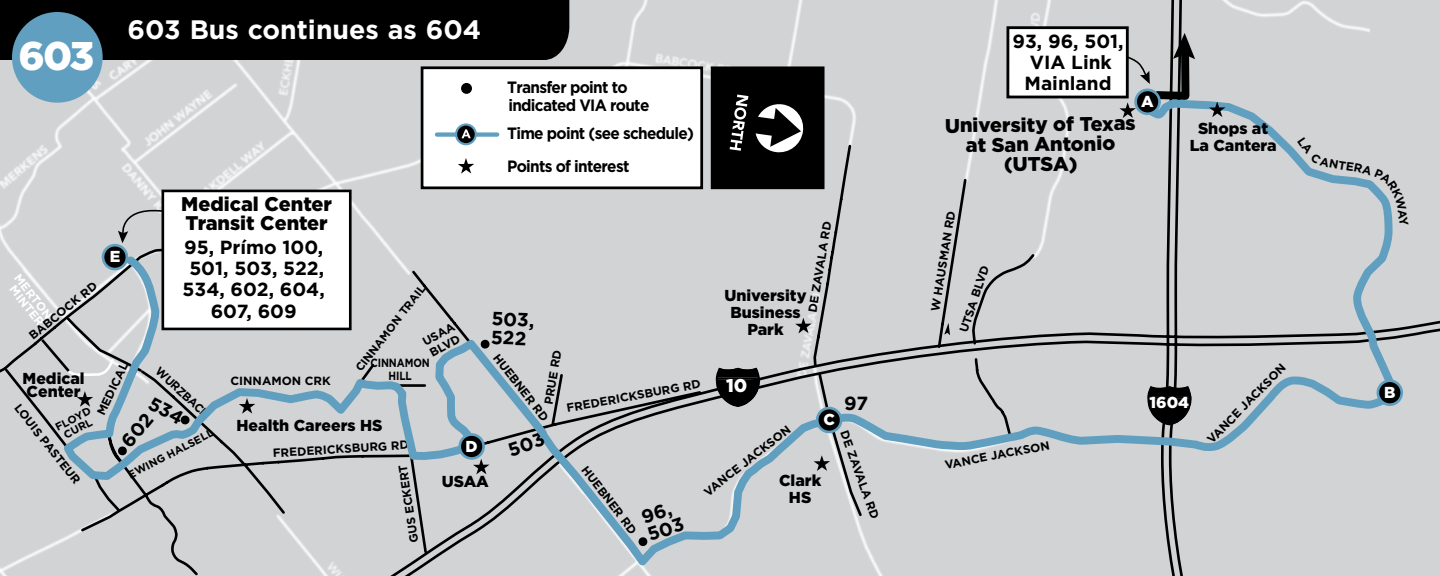 603
603 Bus continues as 604
Transfer point to
indicated VIA route
A
Time point (see schedule)
Points of interest
NORTH
93, 96, 501,
VIA Link
Mainland
A
University of Texas
at San Antonio
(UTSA)
Shops at
La Cantera
LA CANTERA PARKWAY
BABCOCK
JOHN WAYNE
MERKENS
Medical Center
Transit Center
95, Prímo 100,
501, 503, 522,
534, 602, 604,
607, 609
E
BABCOCK RD
MEDICAL
WURZBAC
Medical
Center
FLOYD
CURL
LOUIS PASTEUR
602
534
EWING HALSELL
CINNAMON CRK
Health Careers HS
CINNAMON TRAIL
CINNAMON
HILL
USAA
BLVD
503,
522
HUEBNER RD
PRUE RD
FREDERICKSBURG RD
FREDERICKSBURG RD
D
USAA
503
GUS ECKERT
HUEBNER RD
96,
503
10
University
Business
Park
DE ZAVALA RD
W HAUSMAN RD
UTSA BLVD
VANCE JACKSON
C
97
Clark
HS
DE ZAVALA RD
VANCE JACKSON
1604
VANCE JACKSON
B